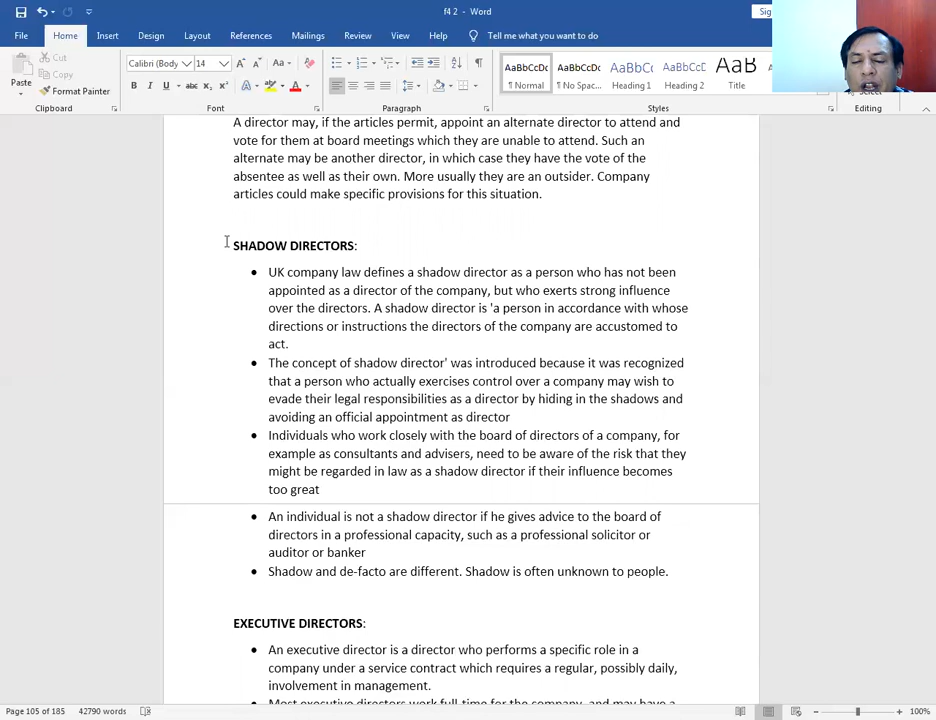 f4 2 - Word
File Home Insert Design Layout References Mailings Review View Help Tell me what you want to do
Paste
Cut
Copy
Format Painter
Clipboard
Calibri (Body 14
Font
Paragraph
AaBbCcDc AaBbCcDc AaBbCc AaBbCcD AaB
¶ Normal ¶ No Spac... Heading 1 Heading 2 Title
Styles
Editing
A director may, if the articles permit, appoint an alternate director to attend and
vote for them at board meetings which they are unable to attend. Such an
alternate may be another director, in which case they have the vote of the
absentee as well as their own. More usually they are an outsider. Company
articles could make specific provisions for this situation.
SHADOW DIRECTORS:
• UK company law defines a shadow director as a person who has not been
appointed as a director of the company, but who exerts strong influence
over the directors. A shadow director is 'a person in accordance with whose
directions or instructions the directors of the company are accustomed to
act.
• The concept of shadow director' was introduced because it was recognized
that a person who actually exercises control over a company may wish to
evade their legal responsibilities as a director by hiding in the shadows and
avoiding an official appointment as director
• Individuals who work closely with the board of directors of a company, for
example as consultants and advisers, need to be aware of the risk that they
might be regarded in law as a shadow director if their influence becomes
too great
• An individual is not a shadow director if he gives advice to the board of
directors in a professional capacity, such as a professional solicitor or
auditor or banker
• Shadow and de-facto are different. Shadow is often unknown to people.
EXECUTIVE DIRECTORS:
• An executive director is a director who performs a specific role in a
company under a service contract which requires a regular, possibly daily,
involvement in management.
• Most executive directors work full-time for the company, and may have a
Page 105 of 185 42790 words 100%